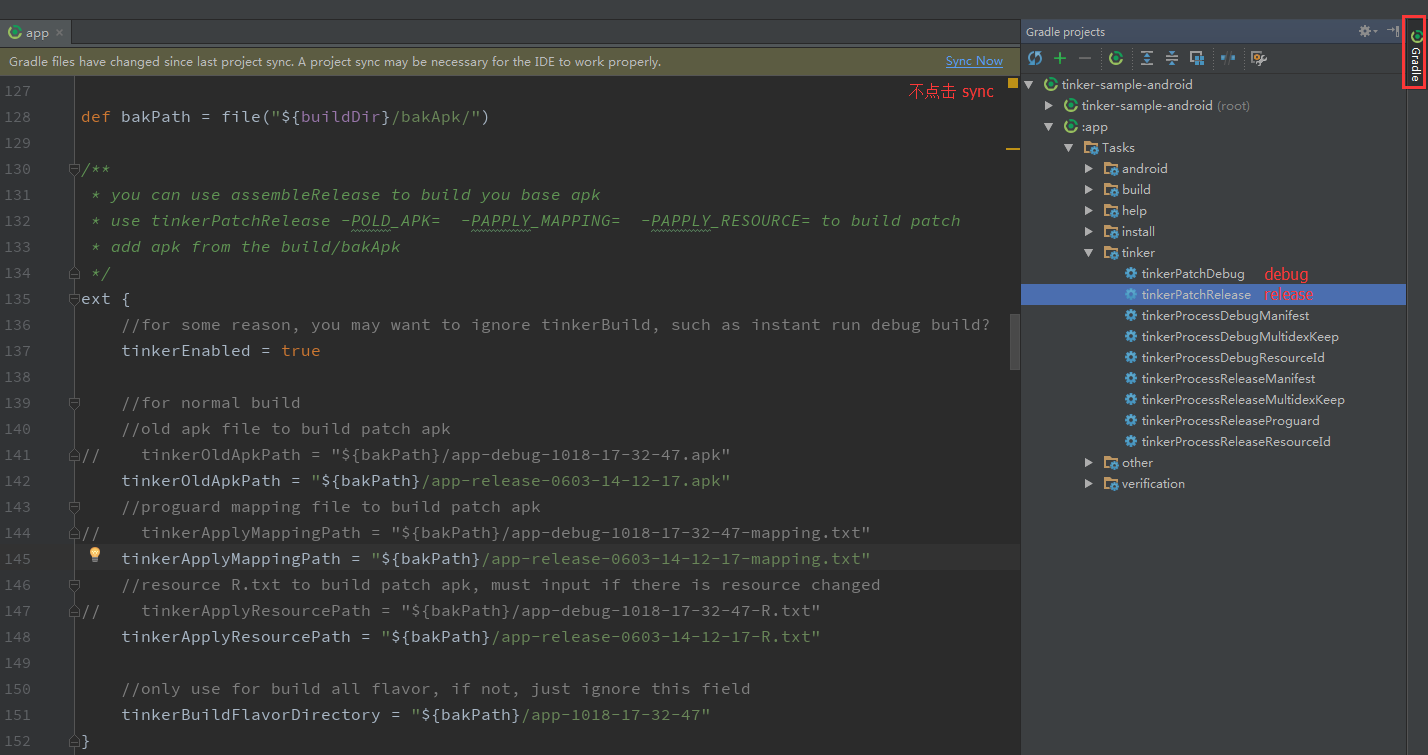 app
Gradle files have changed since last project sync. A project sync may be necessary for the IDE to work properly.
Sync Now
不点击 sync
127
128 def bakPath = file("${buildDir}/bakApk/")
129
130 /**
131 * you can use assembleRelease to build you base apk
132 * use tinkerPatchRelease -POLD_APK=  -PAPPLY_MAPPING=  -PAPPLY_RESOURCE= to build patch
133 * add apk from the build/bakApk
134 */
135 ext {
136 //for some reason, you may want to ignore tinkerBuild, such as instant run debug build?
137 tinkerEnabled = true
138
139 //for normal build
140 //old apk file to build patch apk
141 //    tinkerOldApkPath = "${bakPath}/app-debug-1018-17-32-47.apk"
142 tinkerOldApkPath = "${bakPath}/app-release-0603-14-12-17.apk"
143 //proguard mapping file to build patch apk
144 //    tinkerApplyMappingPath = "${bakPath}/app-debug-1018-17-32-47-mapping.txt"
145 tinkerApplyMappingPath = "${bakPath}/app-release-0603-14-12-17-mapping.txt"
146 //resource R.txt to build patch apk, must input if there is resource changed
147 //    tinkerApplyResourcePath = "${bakPath}/app-debug-1018-17-32-47-R.txt"
148 tinkerApplyResourcePath = "${bakPath}/app-release-0603-14-12-17-R.txt"
149
150 //only use for build all flavor, if not, just ignore this field
151 tinkerBuildFlavorDirectory = "${bakPath}/app-1018-17-32-47"
152 }
Gradle projects
tinker-sample-android
tinker-sample-android (root)
:app
Tasks
android
build
help
install
tinker
tinkerPatchDebug debug
tinkerPatchRelease release
tinkerProcessDebugManifest
tinkerProcessDebugMultidexKeep
tinkerProcessDebugResourceId
tinkerProcessReleaseManifest
tinkerProcessReleaseMultidexKeep
tinkerProcessReleaseProguard
tinkerProcessReleaseResourceId
other
verification
Gradle